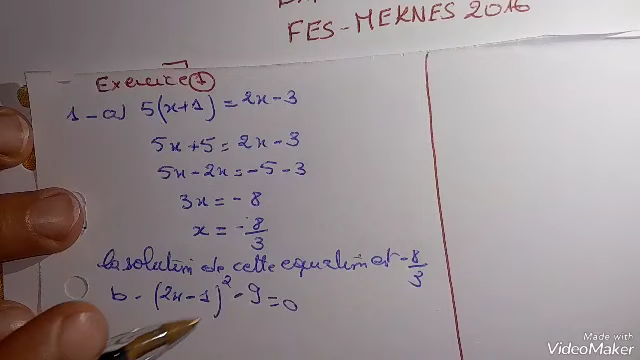 FES-MEKNES 2016
Exercice 1
1-a) 5(x+1) = 2x-3
5x+5 = 2x-3
5x-2x = -5-3
3x = -8
x = -8/3
la solution de cette equation est -8/3
b - (2x-1)² - 9 = 0
Made with
VideoMaker